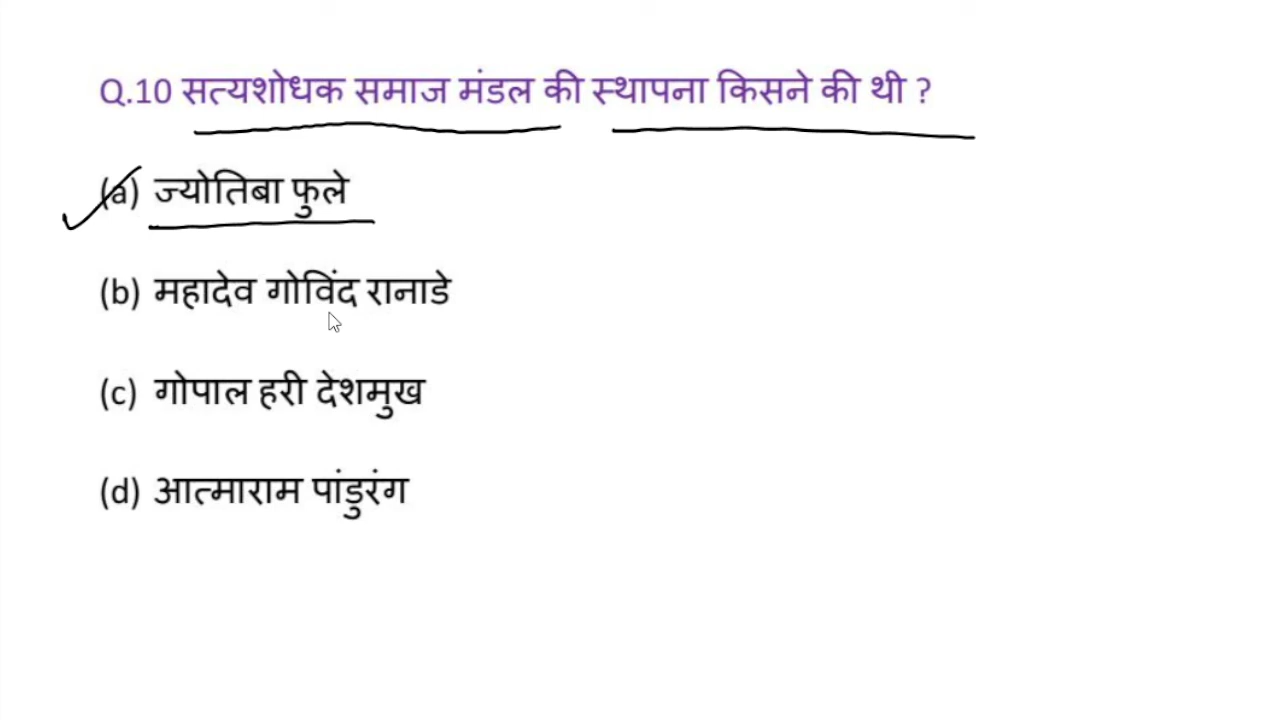 Q.10 सत्यशोधक समाज मंडल की स्थापना किसने की थी ?
(a) ज्योतिबा फुले
(b) महादेव गोविंद रानाडे
(c) गोपाल हरी देशमुख
(d) आत्माराम पांडुरंग